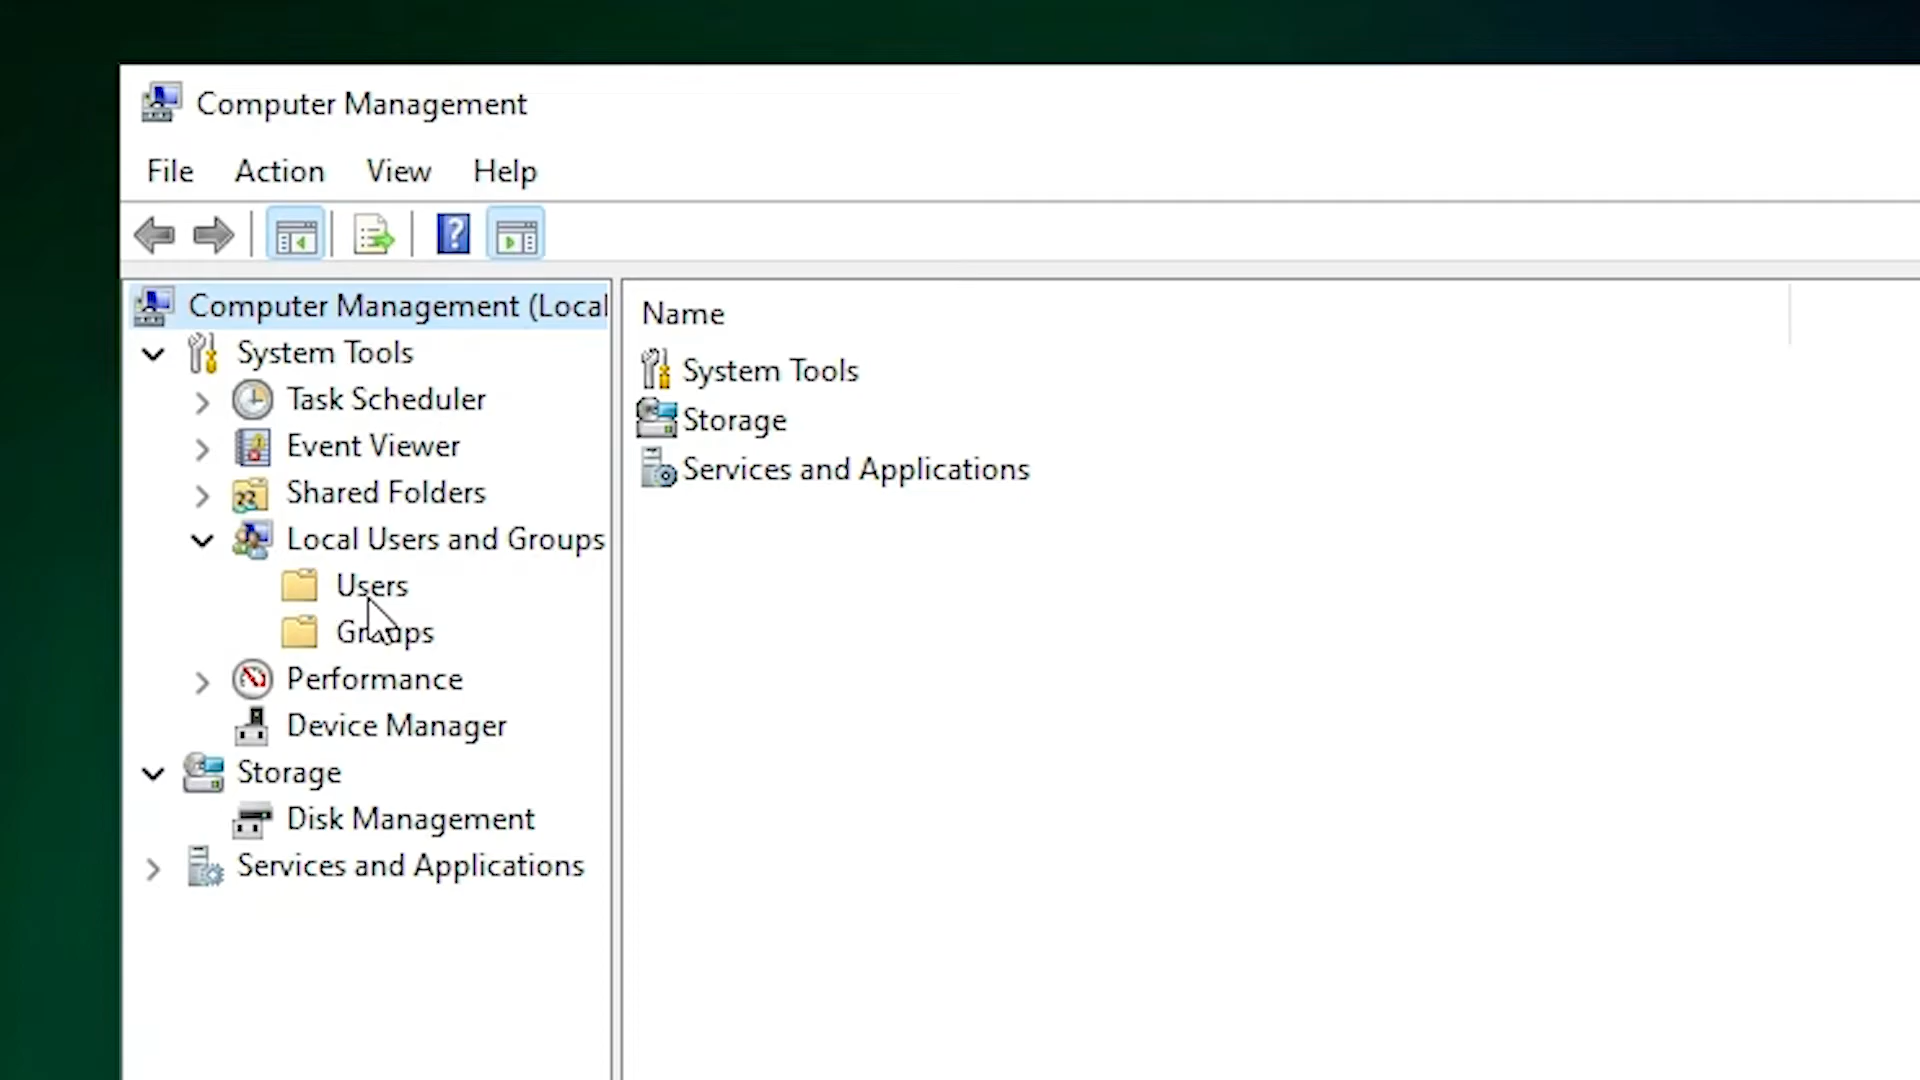 Computer Management
File Action View Help
Computer Management (Local
System Tools
Task Scheduler
Event Viewer
Shared Folders
Local Users and Groups
Users
Groups
Performance
Device Manager
Storage
Disk Management
Services and Applications
Name
System Tools
Storage
Services and Applications